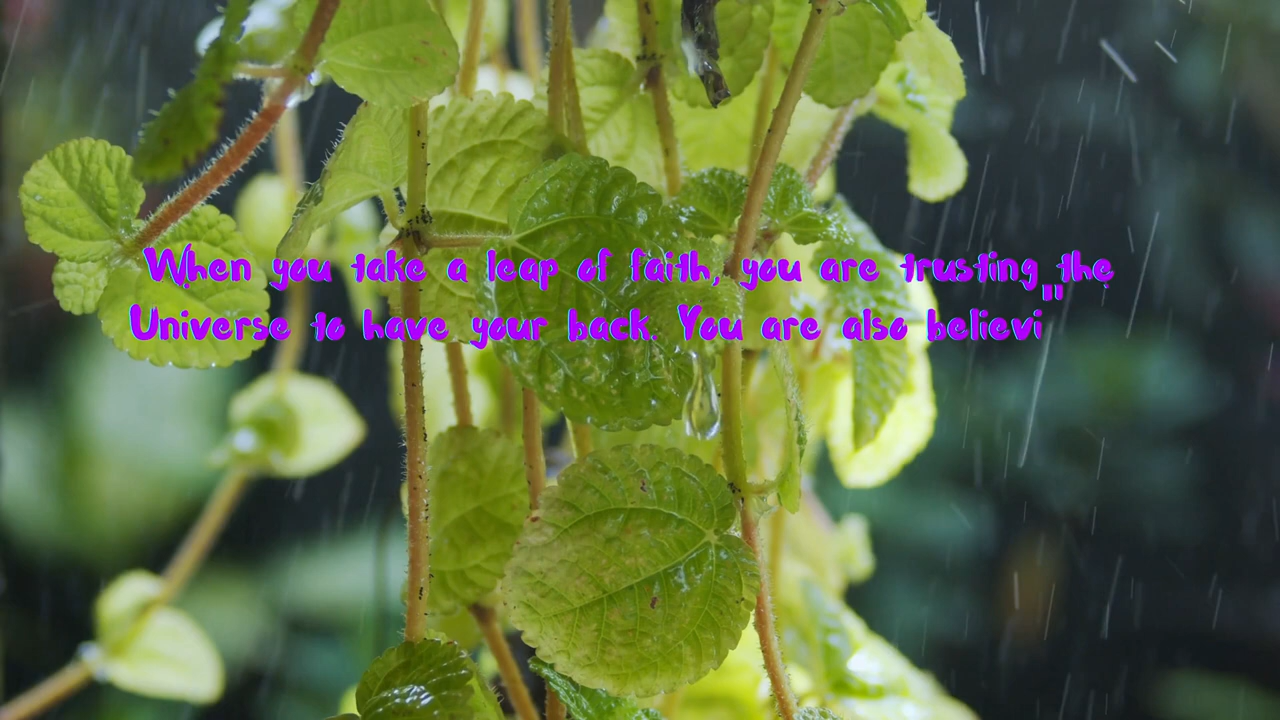 When you take a leap of faith, you are trusting the
Universe to have your back. You are also believi"